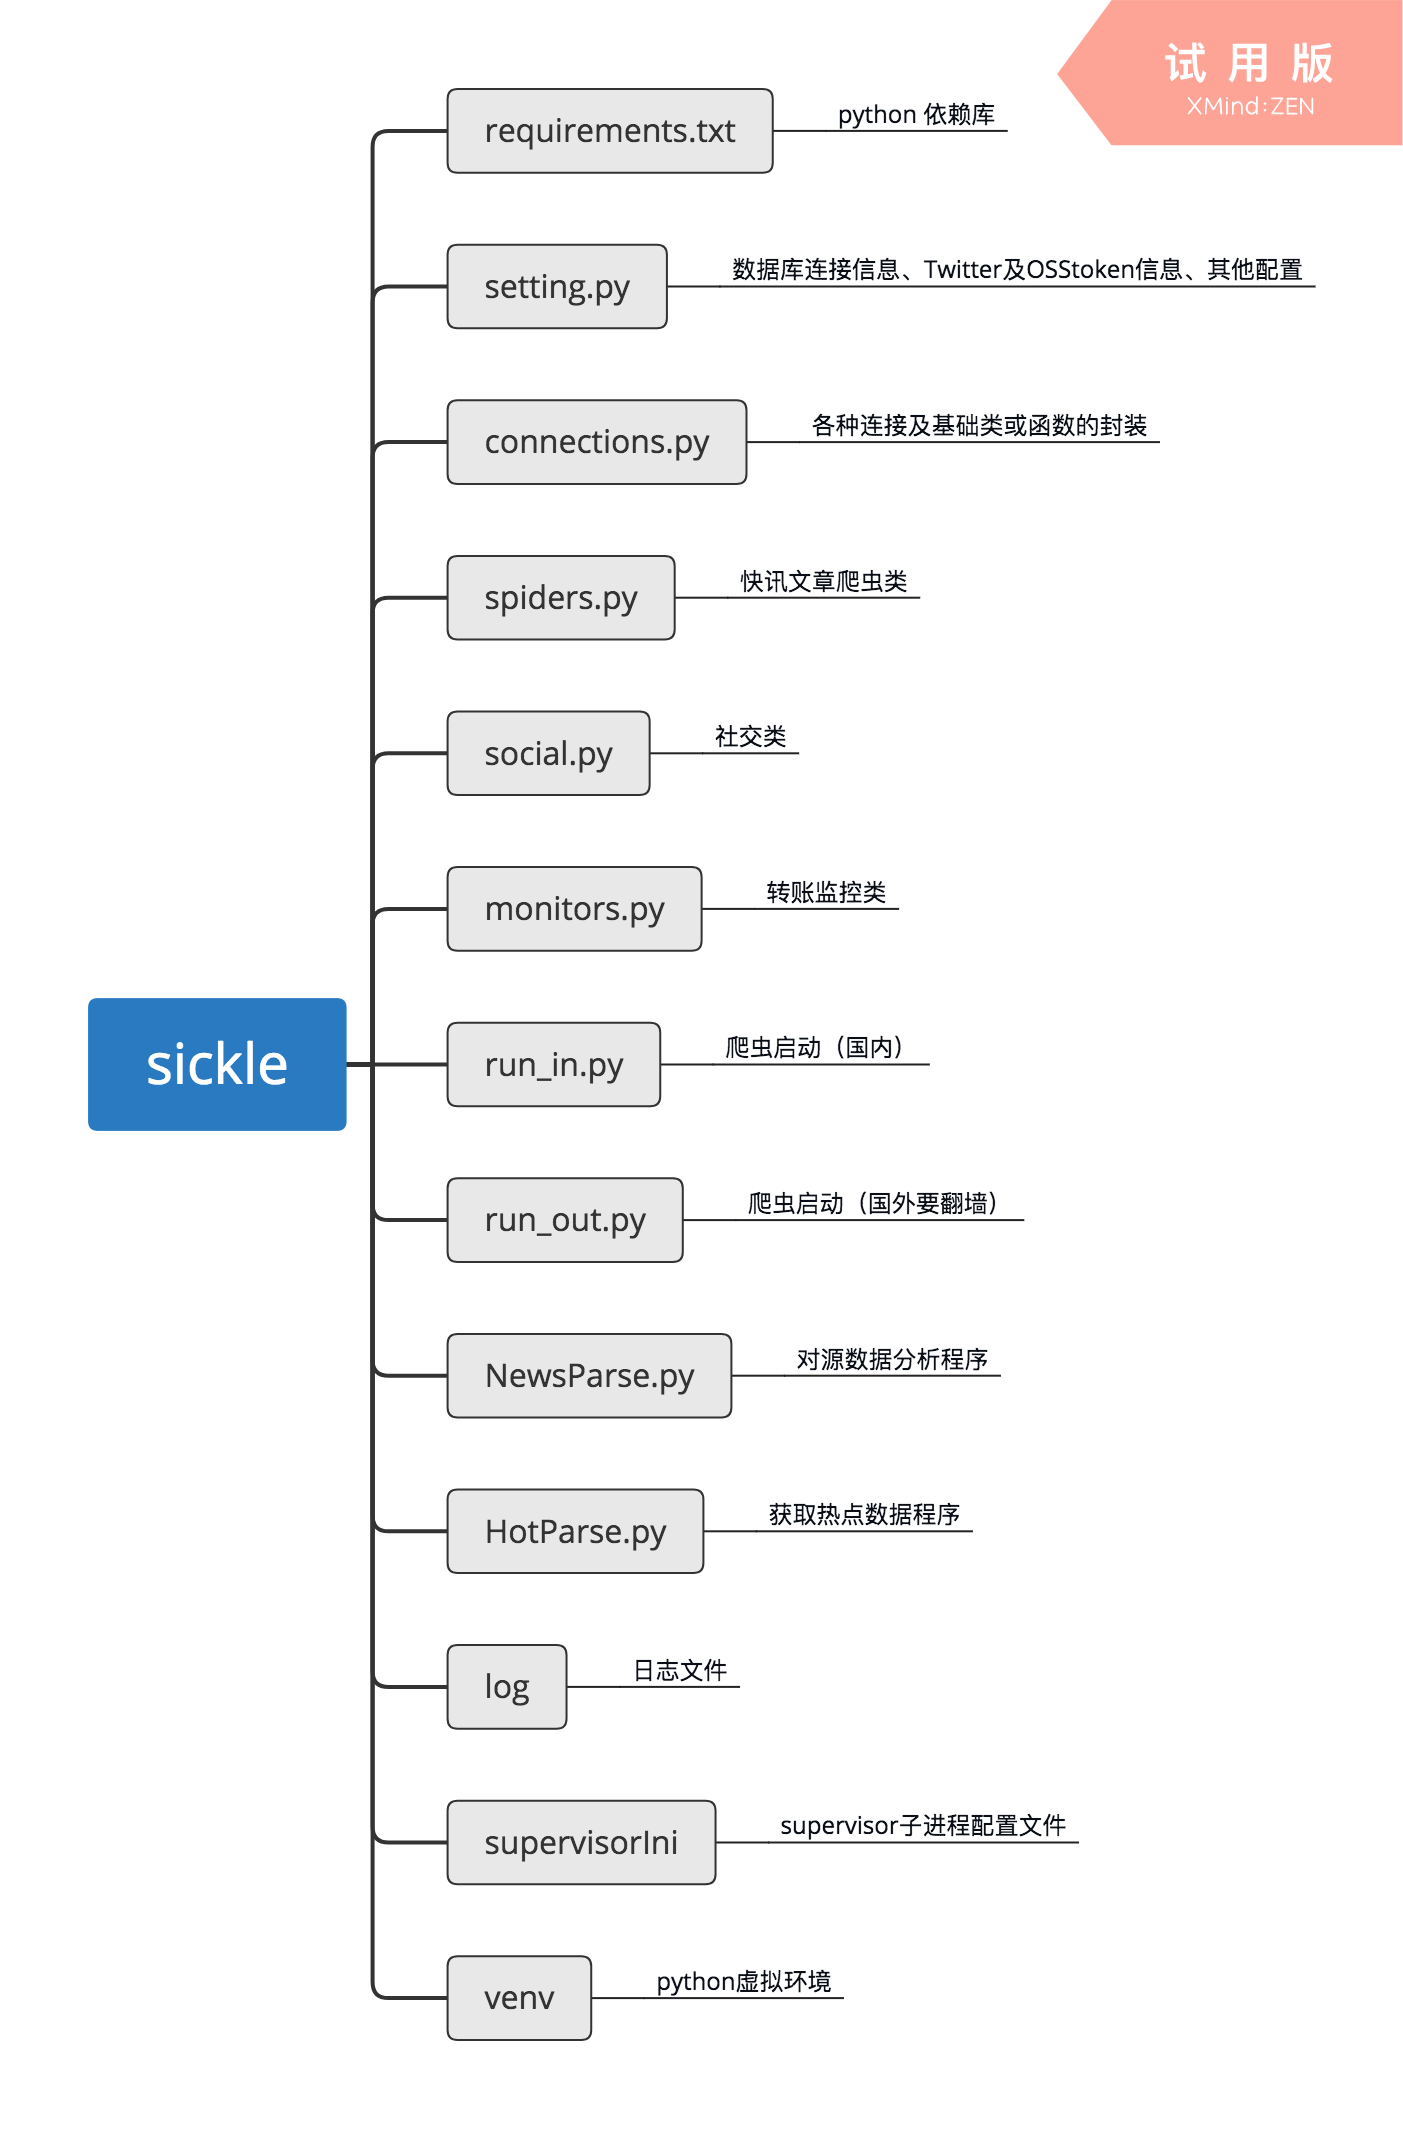 试用版
XMind:ZEN
requirements.txt
python 依赖库
setting.py
数据库连接信息、Twitter及OSStoken信息、其他配置
connections.py
各种连接及基础类或函数的封装
spiders.py
快讯文章爬虫类
social.py
社交类
monitors.py
转账监控类
sickle
run_in.py
爬虫启动（国内）
run_out.py
爬虫启动（国外要翻墙）
NewsParse.py
对源数据分析程序
HotParse.py
获取热点数据程序
log
日志文件
supervisorIni
supervisor子进程配置文件
venv
python虚拟环境